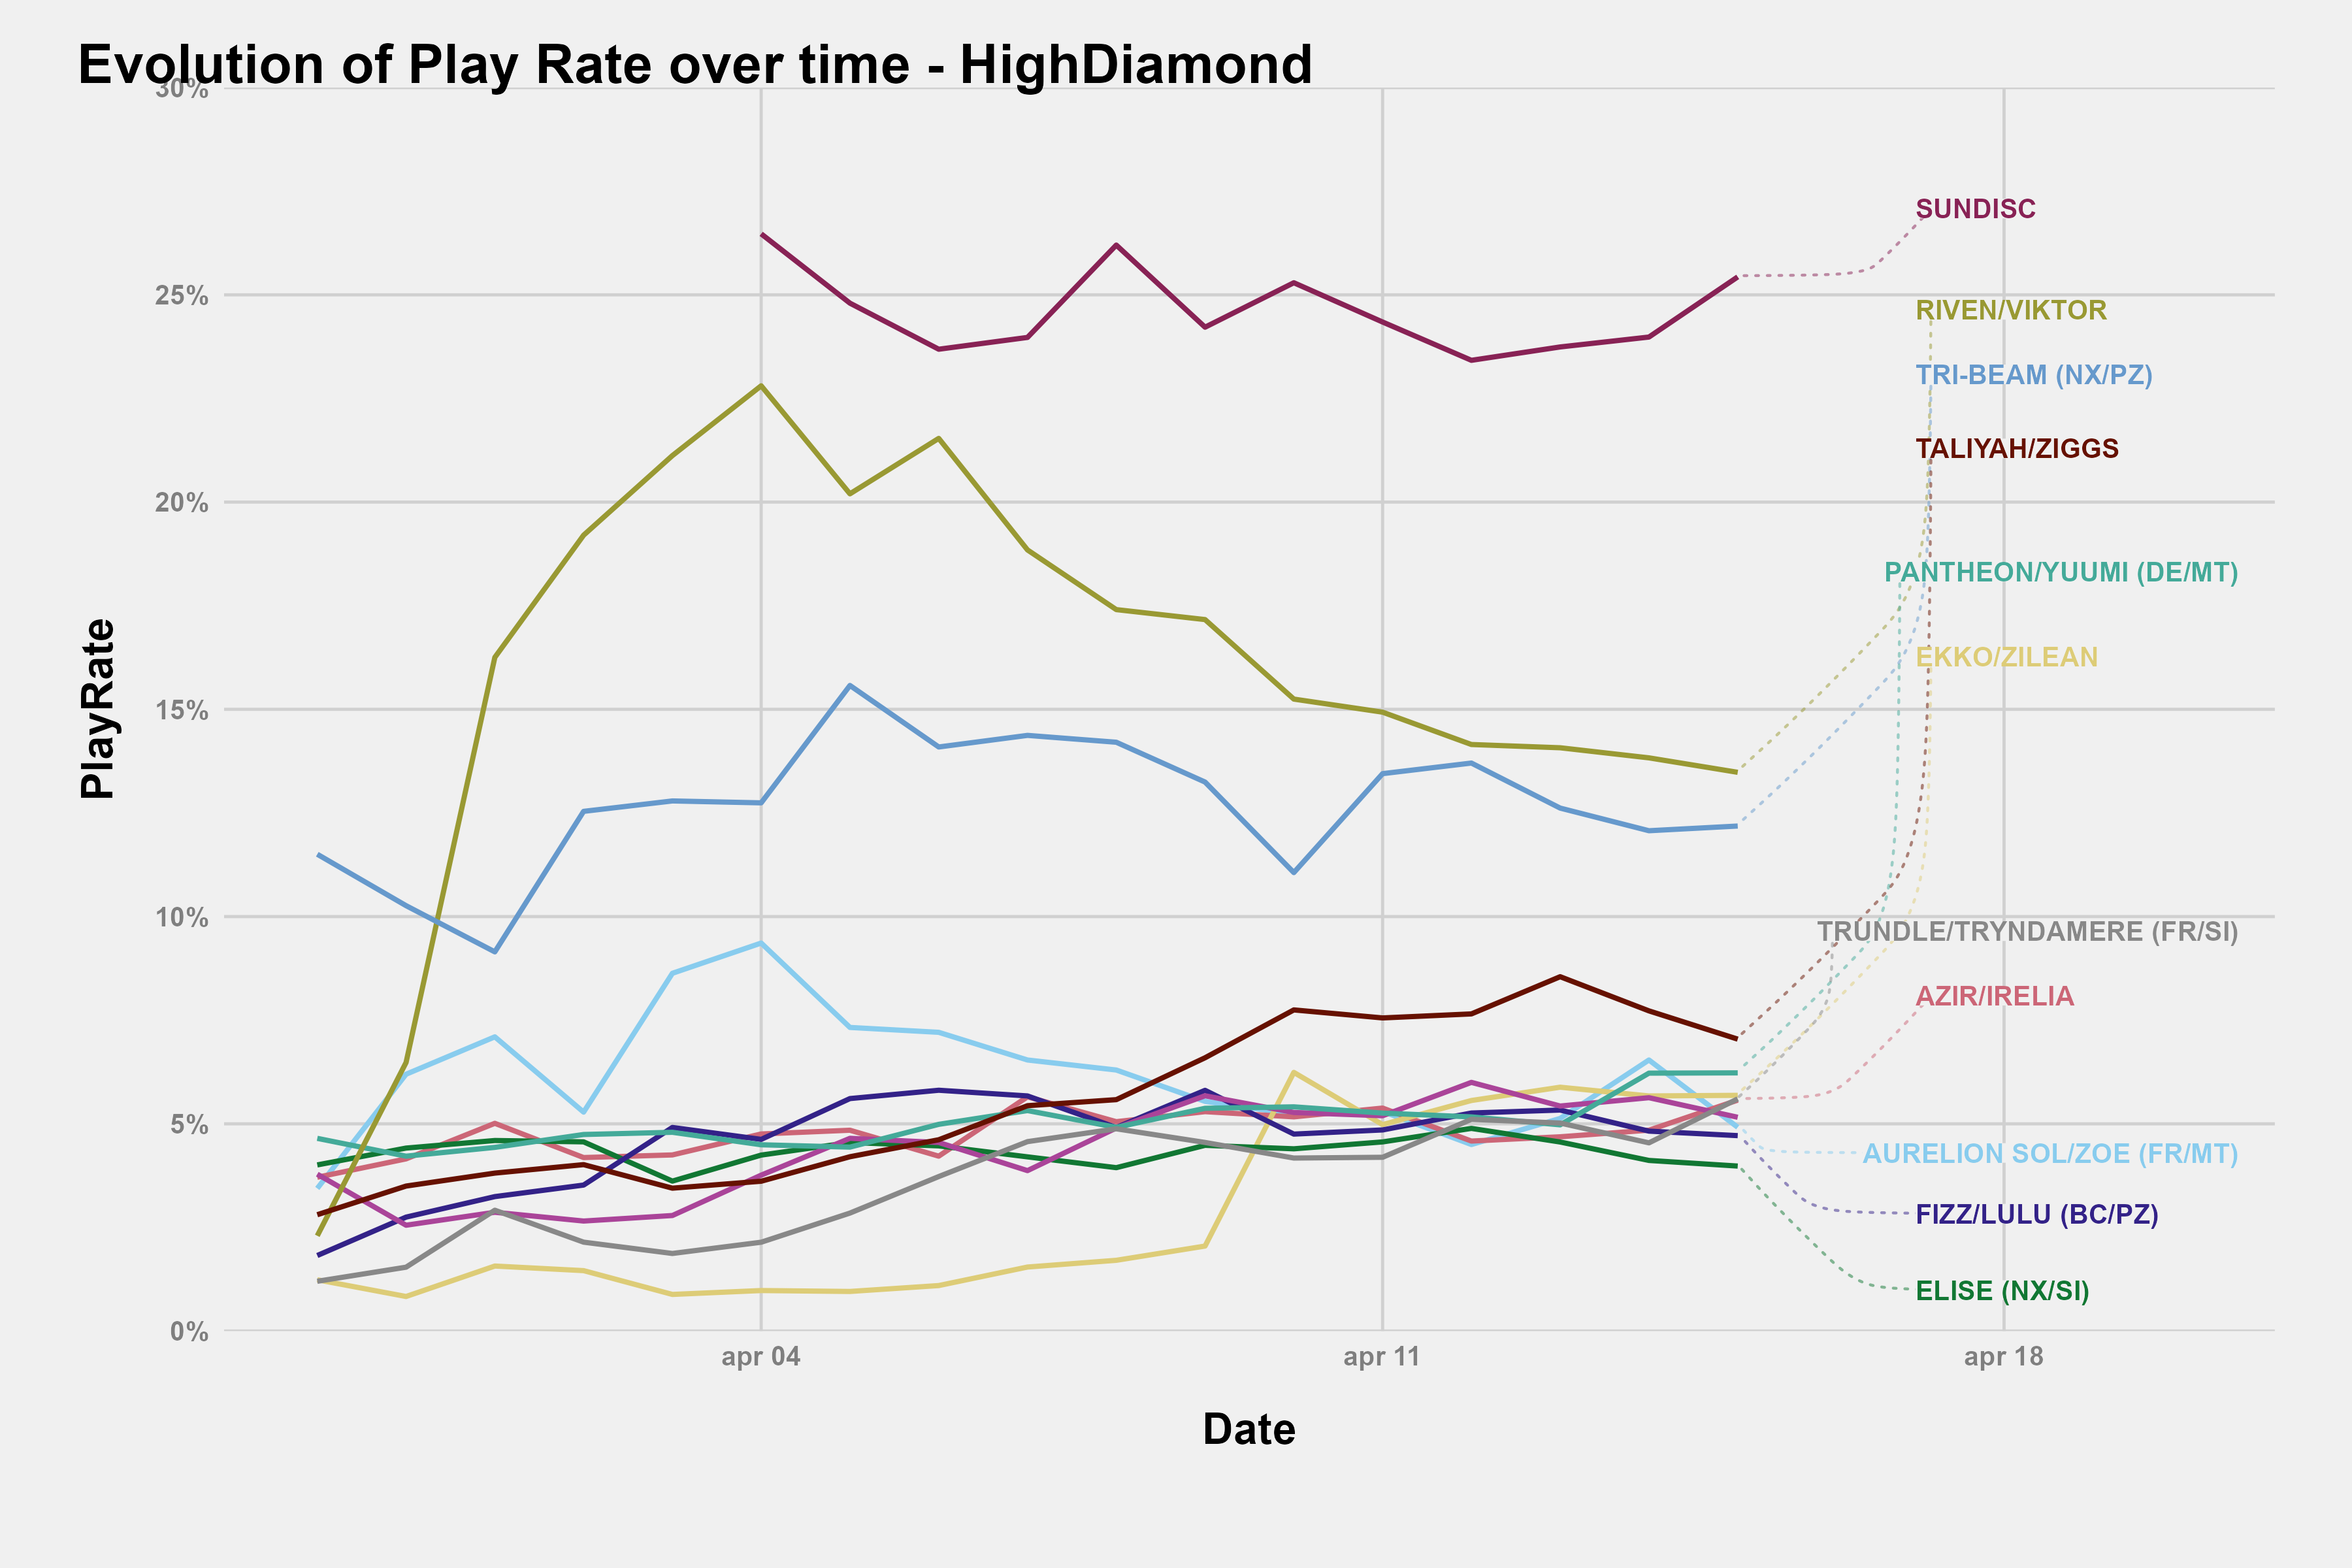 Evolution of Play Rate over time - HighDiamond
30%
25%
20%
15%
10%
5%
0%
PlayRate
SUNDISC
RIVEN/VIKTOR
TRI-BEAM (NX/PZ)
TALIYAH/ZIGGS
PANTHEON/YUUMI (DE/MT)
EKKO/ZILEAN
TRUNDLE/TRYNDAMERE (FR/SI)
AZIR/IRELIA
AURELION SOL/ZOE (FR/MT)
FIZZ/LULU (BC/PZ)
ELISE (NX/SI)
apr 04
apr 11
apr 18
Date